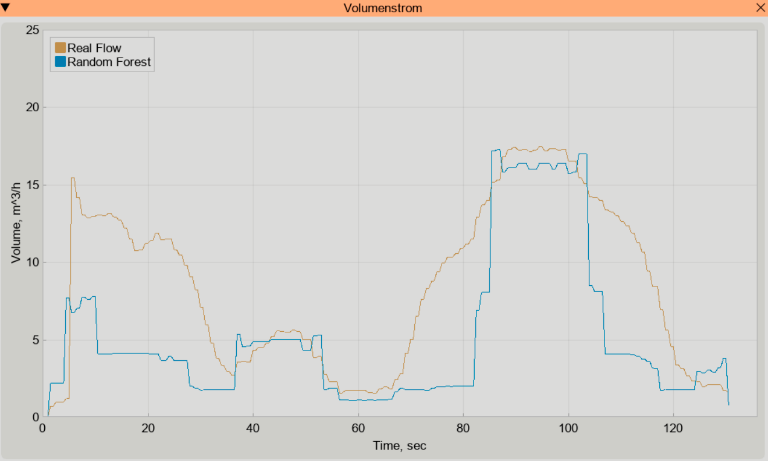 Volumenstrom
25
Real Flow
Random Forest
20
15
10
5
0
Volume, m^3/h
0 20 40 60 80 100 120
Time, sec